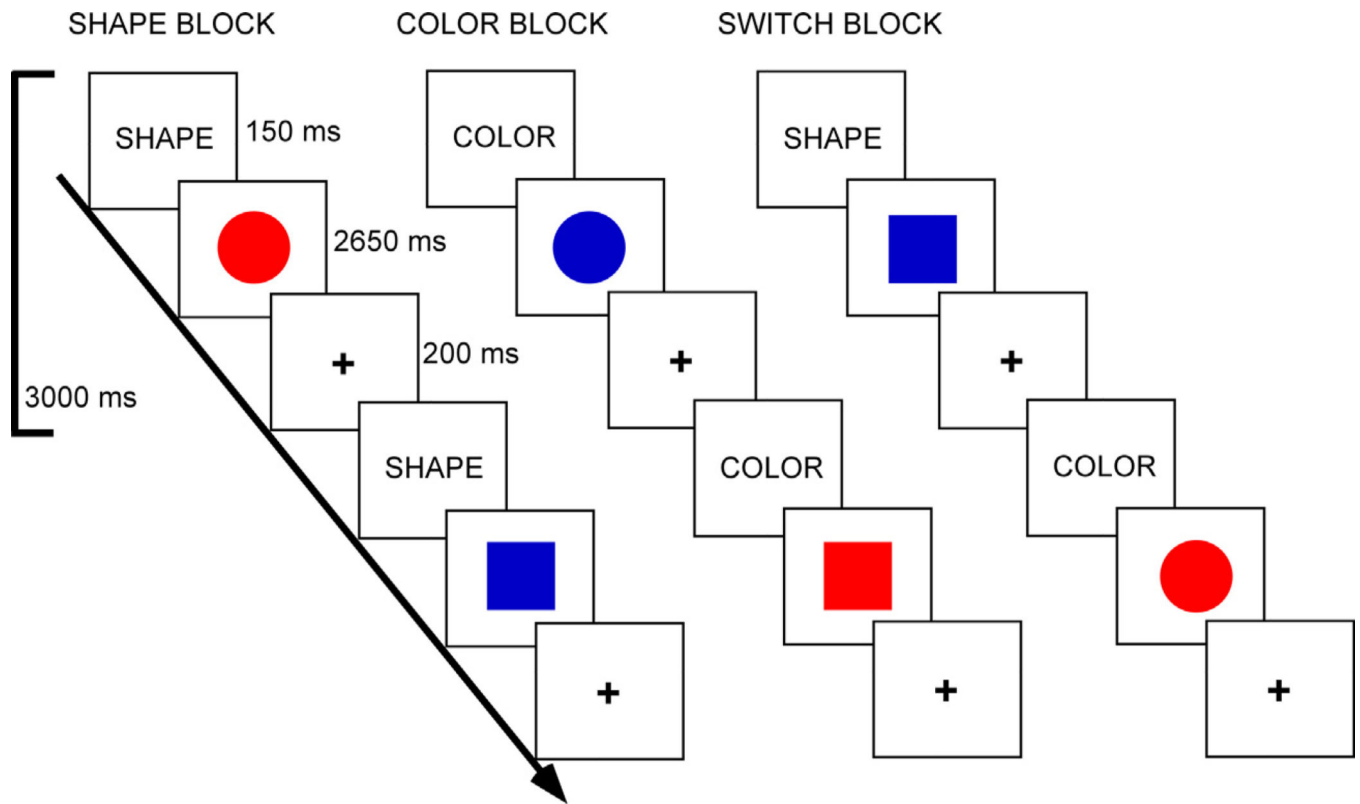 SHAPE BLOCK
COLOR BLOCK
SWITCH BLOCK
SHAPE
150 ms
COLOR
SHAPE
2650 ms
+
200 ms
+
+
3000 ms
SHAPE
COLOR
COLOR
+
+
+